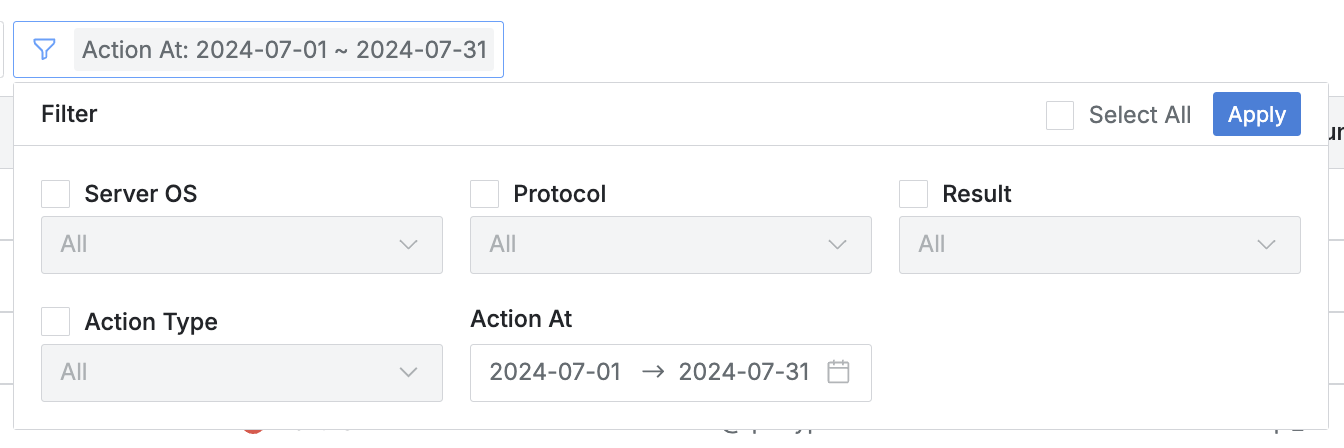 Action At: 2024-07-01 ~ 2024-07-31
Filter
Select All
Apply
Server OS
Protocol
Result
All
All
All
Action Type
Action At
All
2024-07-01 → 2024-07-31